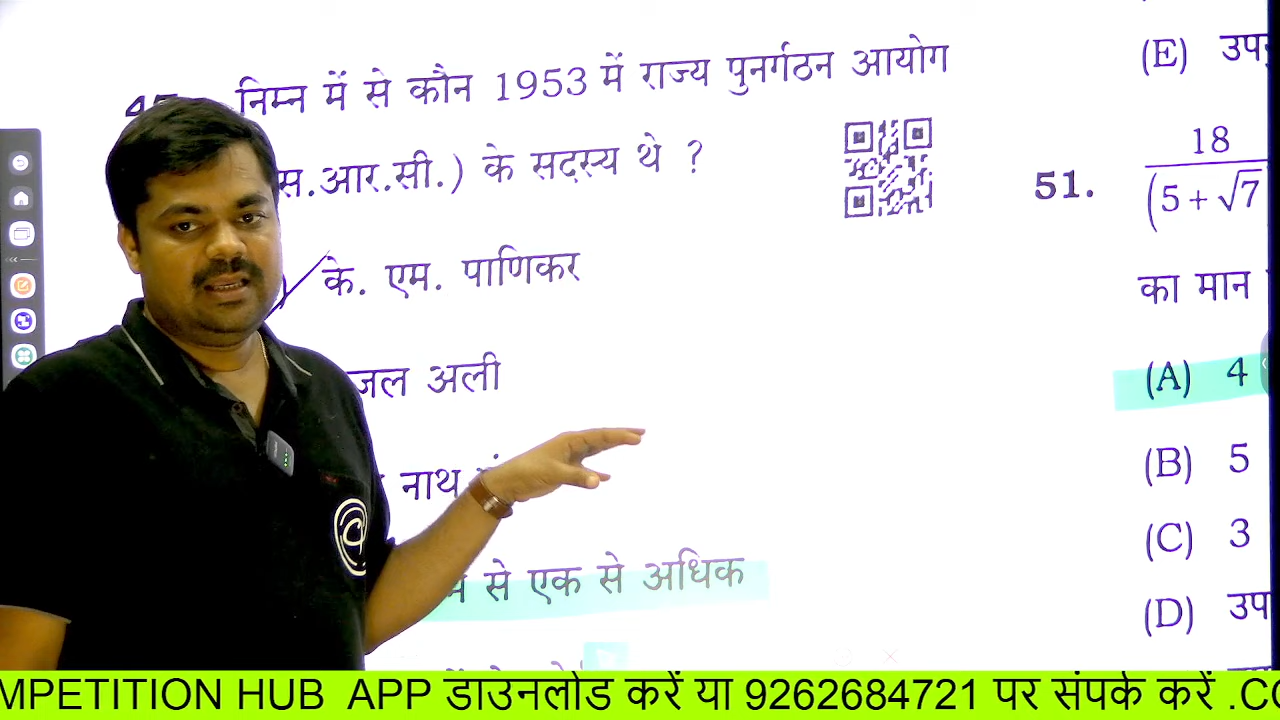 निम्न में से कौन 1953 में राज्य पुनर्गठन आयोग
स.आर.सी.) के सदस्य थे ?
के. एम. पाणिकर
जल अली
नाथ
से एक से अधिक
(E)
51. 18
(5 + √7
का मान
(A) 4
(B) 5
(C) 3
(D) उप
MPETITION HUB APP डाउनलोड करें या 9262684721 पर संपर्क करें .CO